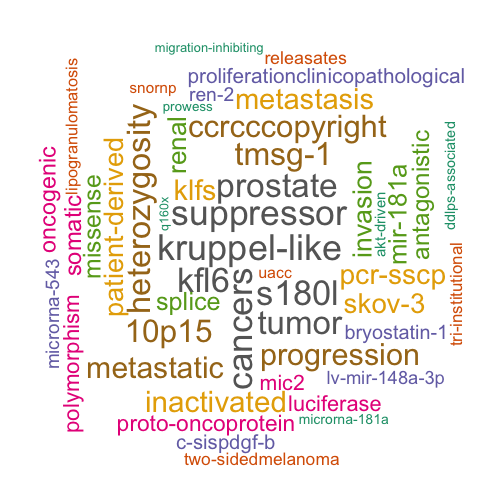 migration-inhibiting
releasates
proliferationclinicopathological
snornp
ren-2
metastasis
prowess
ccrcccopyright
renal
tmsg-1
lipogranulomatosis
oncogenic
somatic
missense
patient-derived
heterozygosity
klfs
prostate
q160x
suppressor
invasion
akt-driven
mir-181a
antagonistic
ddlps-associated
kruppel-like
kfl6
uacc
cancers
s180l
pcr-sscp
tri-institutional
microrna-543
polymorphism
splice
skov-3
10p15
tumor
bryostatin-1
metastatic
progression
mic2
lv-mir-148a-3p
inactivated
luciferase
proto-oncoprotein
microrna-181a
c-sispdgf-b
two-sidedmelanoma